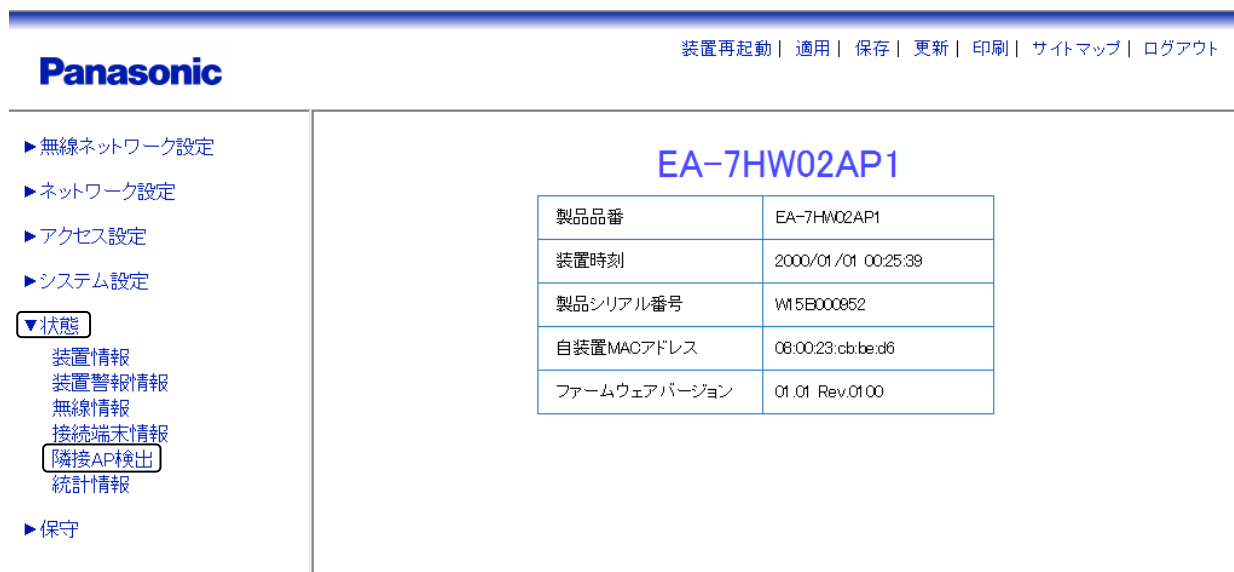 装置再起動| 適用| 保存| 更新| 印刷| サイトマップ| ログアウト
Panasonic
►無線ネットワーク設定
►ネットワーク設定
►アクセス設定
►システム設定
▼状態
装置情報
装置警報情報
無線情報
接続端末情報
隣接AP検出
統計情報
►保守
EA-7HW02AP1
製品品番 EA-7HW02AP1
装置時刻 2000/01/01 00:25:39
製品シリアル番号 W15B000952
自装置MACアドレス 08:00:23:cb:be:d6
ファームウェアバージョン 01.01 Rev.0100